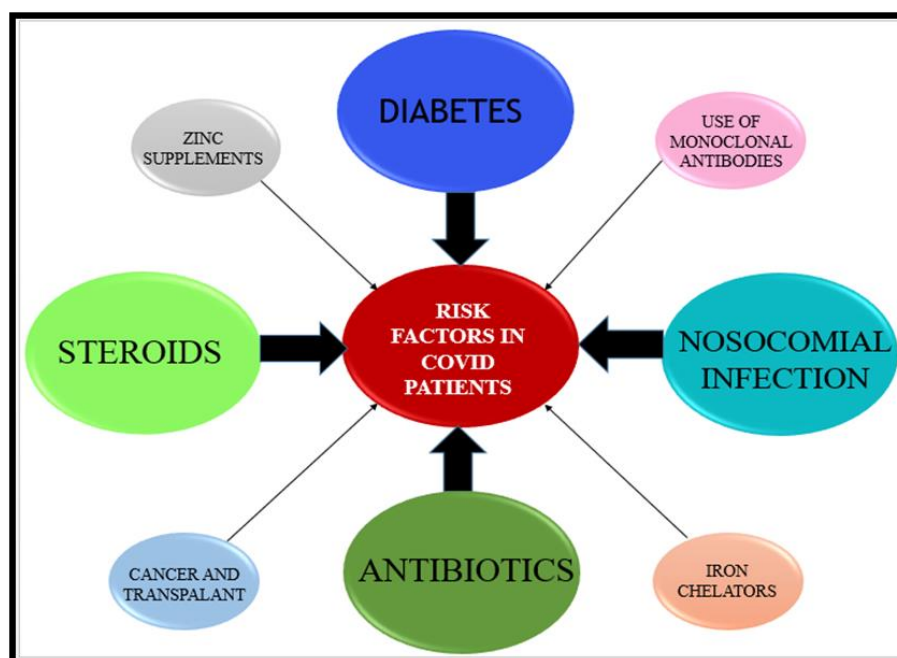 DIABETES
ZINC
SUPPLEMENTS
USE OF
MONOCLONAL
ANTIBODIES
STEROIDS
RISK
FACTORS IN
COVID
PATIENTS
NOSOCOMIAL
INFECTION
CANCER AND
TRANSPALANT
ANTIBIOTICS
IRON
CHELATORS